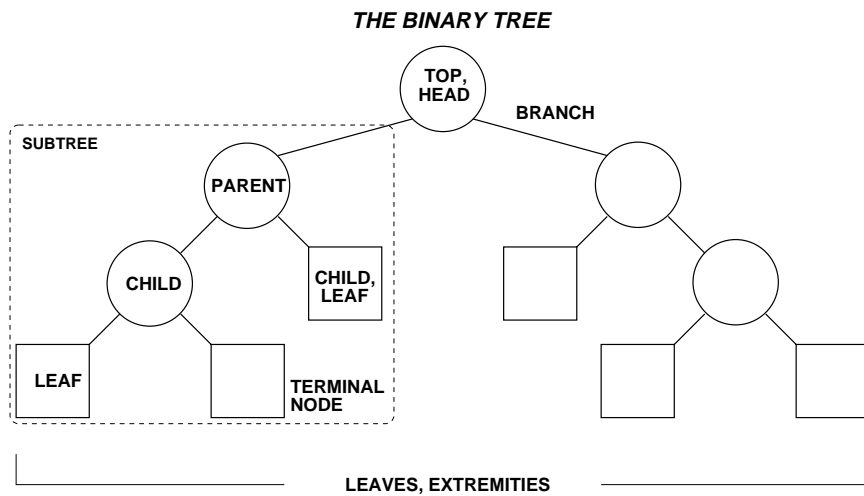 THE BINARY TREE
TOP,
HEAD
BRANCH
SUBTREE
PARENT
CHILD
CHILD,
LEAF
LEAF
TERMINAL
NODE
LEAVES, EXTREMITIES